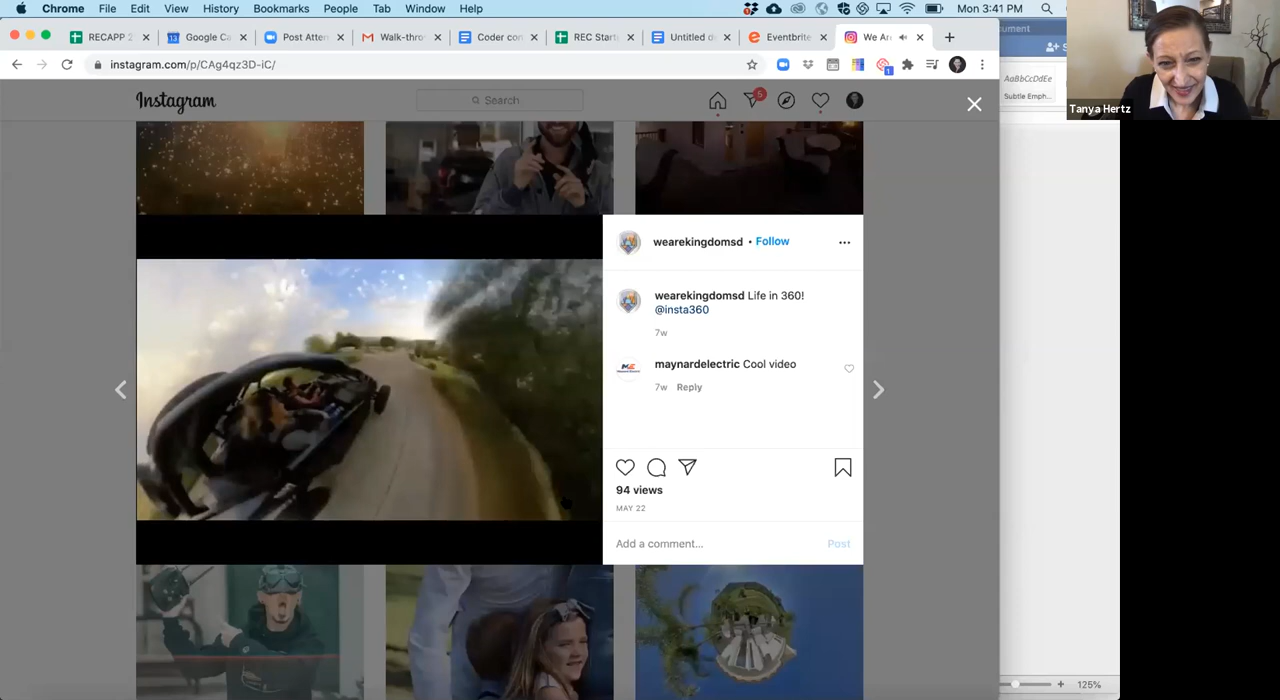 Chrome File Edit View History Bookmarks People Tab Window Help Mon 3:41 PM
RECAPP 2 Google Ca Post Atten Walk-thro Coder con REC Start Untitled d Eventbrite We Are
instagram.com/p/CAg4qz3D-iC/
Instagram
Search
5
AaBbCcDdEe
Subtle Emph...
Tanya Hertz
wearekingdomsd • Follow
wearekingdomsd Life in 360!
@insta360
7w
maynardelectric Cool video
7w Reply
94 views
MAY 22
Add a comment... Post
125%